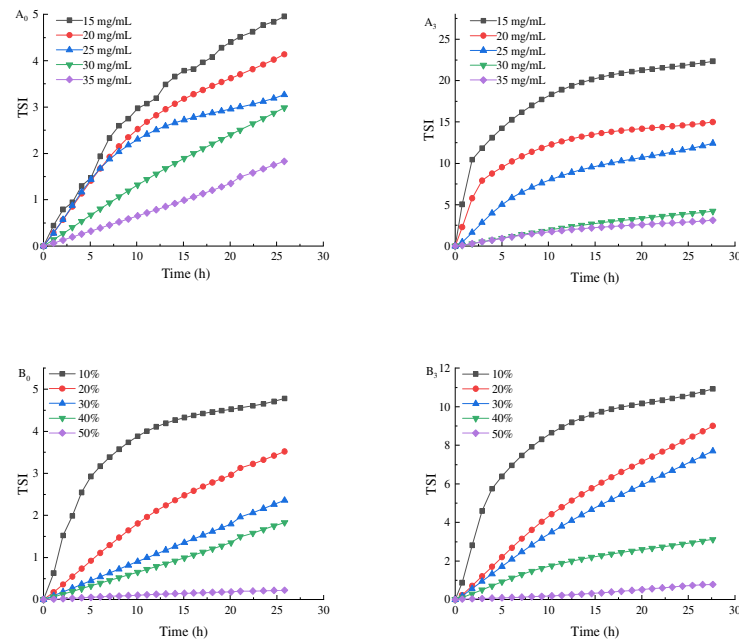 A0
15 mg/mL
20 mg/mL
25 mg/mL
30 mg/mL
35 mg/mL
TSI
5
4
3
2
1
0
0 5 10 15 20 25 30
Time (h)
A3
15 mg/mL
20 mg/mL
25 mg/mL
30 mg/mL
35 mg/mL
TSI
25
20
15
10
5
0
0 5 10 15 20 25 30
Time (h)
B0
10%
20%
30%
40%
50%
TSI
5
4
3
2
1
0
0 5 10 15 20 25 30
Time (h)
B3
10%
20%
30%
40%
50%
TSI
12
10
8
6
4
2
0
0 5 10 15 20 25 30
Time (h)